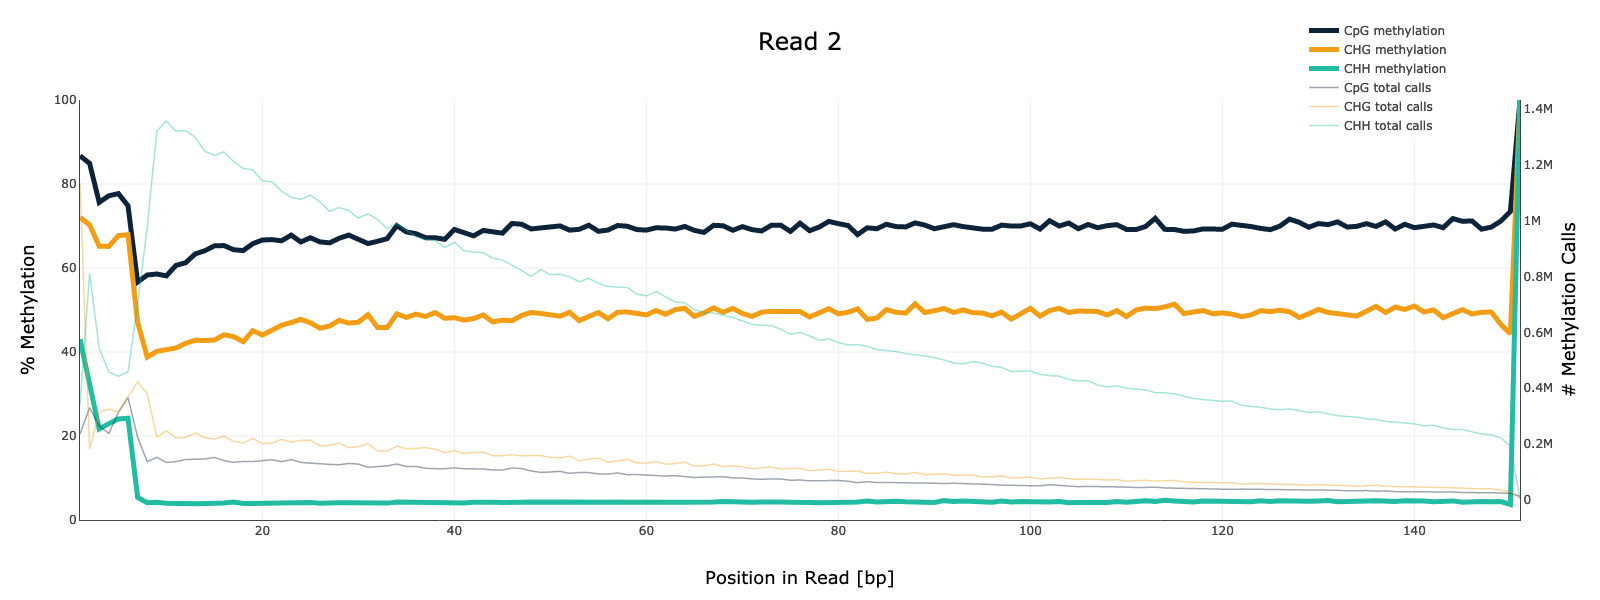 Read 2
CpG methylation
CHG methylation
CHH methylation
CpG total calls
CHG total calls
CHH total calls
% Methylation
100
80
60
40
20
0
1.4M
1.2M
1M
0.8M
0.6M
0.4M
0.2M
0
# Methylation Calls
20 40 60 80 100 120 140
Position in Read [bp]